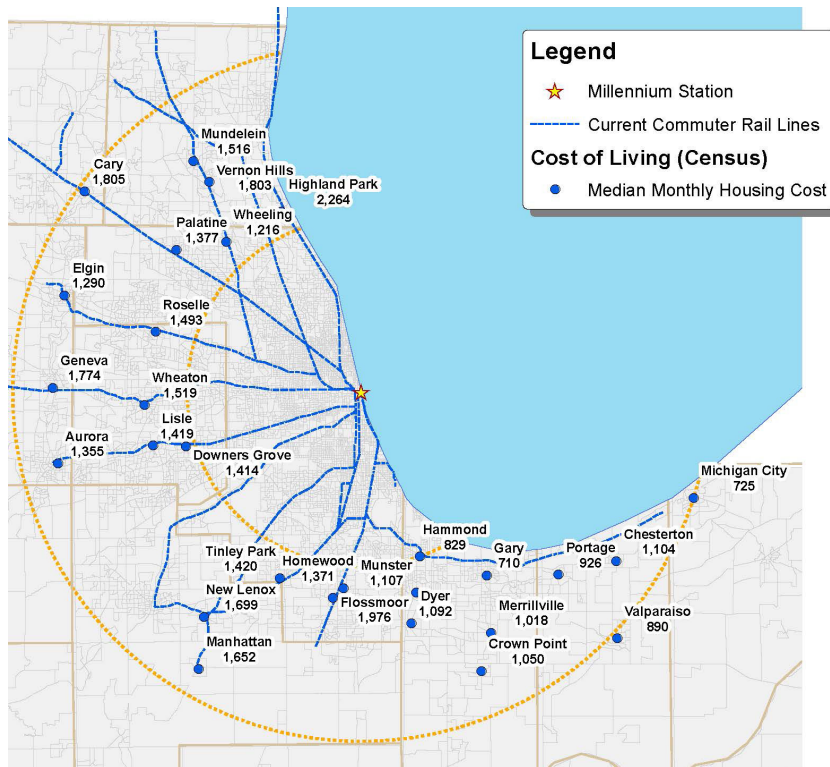 Legend
Millennium Station
Current Commuter Rail Lines
Cost of Living (Census)
Median Monthly Housing Cost
Mundelein
1,516
Cary
1,805
Vernon Hills
1,803
Highland Park
2,264
Wheeling
1,216
Palatine
1,377
Elgin
1,290
Roselle
1,493
Geneva
1,774
Wheaton
1,519
Lisle
1,419
Aurora
1,355
Downers Grove
1,414
Michigan City
725
Hammond
829
Chesterton
1,104
Gary
710
Portage
926
Tinley Park
1,420
Homewood
1,371
Munster
1,107
New Lenox
1,699
Flossmoor
1,976
Dyer
1,092
Merrillville
1,018
Valparaiso
890
Manhattan
1,652
Crown Point
1,050